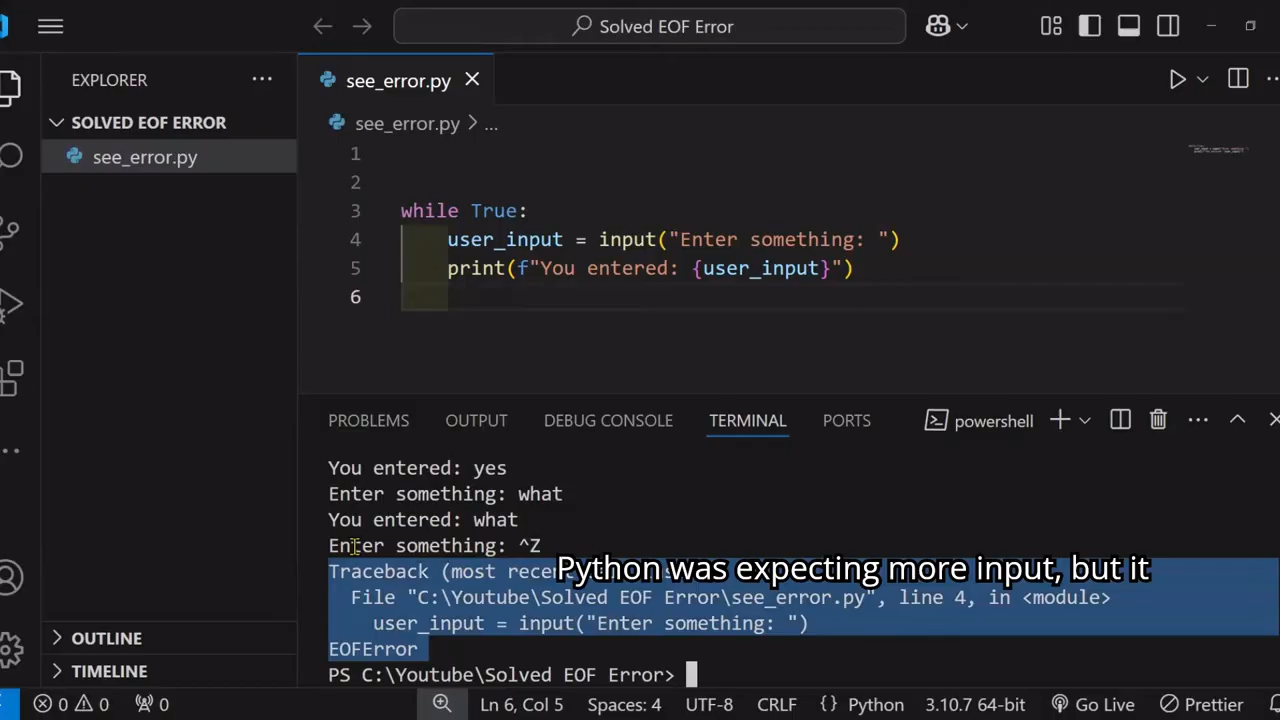 Solved EOF Error
EXPLORER
SOLVED EOF ERROR
see_error.py
see_error.py
see_error.py > ...
1
2
3 while True:
4 user_input = input("Enter something: ")
5 print(f"You entered: {user_input}")
6
PROBLEMS OUTPUT DEBUG CONSOLE TERMINAL PORTS powershell
You entered: yes
Enter something: what
You entered: what
Enter something: ^Z
Traceback (most recen
Python was expecting more input, but it
File "C:\Youtube\Solved EOF Error\see_error.py", line 4, in <module>
user_input = input("Enter something: ")
EOFError
PS C:\Youtube\Solved EOF Error>
OUTLINE
TIMELINE
0 0 0 Ln 6, Col 5 Spaces: 4 UTF-8 CRLF {} Python 3.10.7 64-bit Go Live Prettier